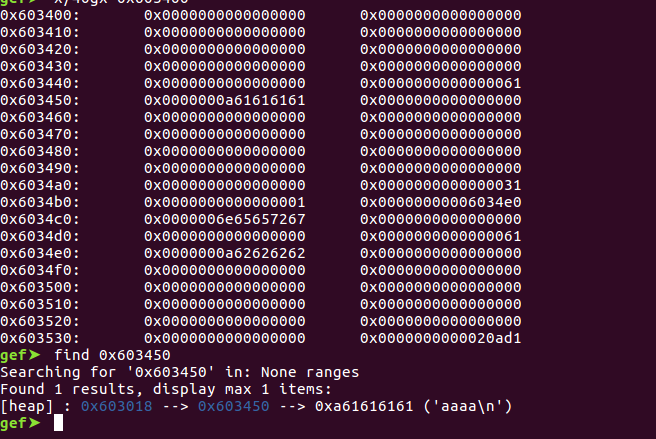 gef➤  x/40gx 0x603400
0x603400:	0x0000000000000000	0x0000000000000000
0x603410:	0x0000000000000000	0x0000000000000000
0x603420:	0x0000000000000000	0x0000000000000000
0x603430:	0x0000000000000000	0x0000000000000000
0x603440:	0x0000000000000000	0x0000000000000061
0x603450:	0x0000000a61616161	0x0000000000000000
0x603460:	0x0000000000000000	0x0000000000000000
0x603470:	0x0000000000000000	0x0000000000000000
0x603480:	0x0000000000000000	0x0000000000000000
0x603490:	0x0000000000000000	0x0000000000000000
0x6034a0:	0x0000000000000000	0x0000000000000031
0x6034b0:	0x0000000000000001	0x00000000006034e0
0x6034c0:	0x0000006e65657267	0x0000000000000000
0x6034d0:	0x0000000000000000	0x0000000000000061
0x6034e0:	0x0000000a62626262	0x0000000000000000
0x6034f0:	0x0000000000000000	0x0000000000000000
0x603500:	0x0000000000000000	0x0000000000000000
0x603510:	0x0000000000000000	0x0000000000000000
0x603520:	0x0000000000000000	0x0000000000000000
0x603530:	0x0000000000000000	0x0000000000020ad1
gef➤  find 0x603450
Searching for '0x603450' in: None ranges
Found 1 results, display max 1 items:
[heap] : 0x603018 --> 0x603450 --> 0xa61616161 ('aaaa\n')
gef➤